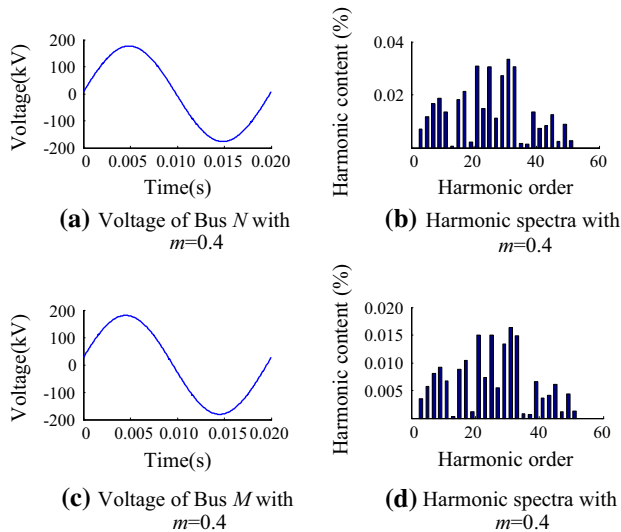 Voltage(kV)
200
100
0
-100
-200
0 0.005 0.010 0.015 0.020
Time(s)
(a) Voltage of Bus N with
m=0.4
Harmonic content (%)
0.04
0.02
0 20 40 60
Harmonic order
(b) Harmonic spectra with
m=0.4
Voltage(kV)
200
100
0
-100
-200
0 0.005 0.010 0.015 0.020
Time(s)
(c) Voltage of Bus M with
m=0.4
Harmonic content (%)
0.020
0.015
0.010
0.005
0 20 40 60
Harmonic order
(d) Harmonic spectra with
m=0.4